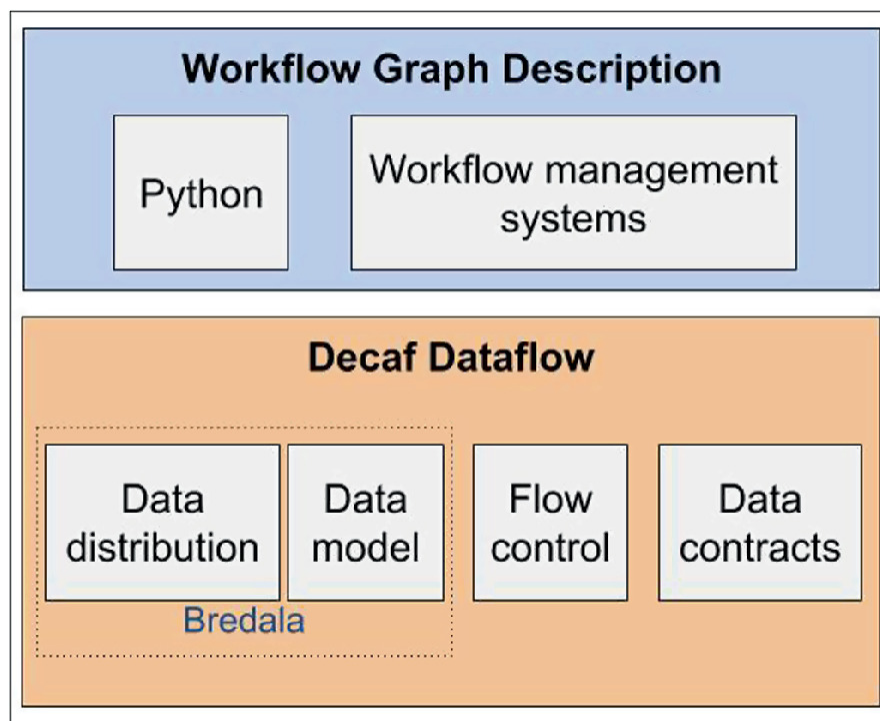 Workflow Graph Description
Python
Workflow management
systems
Decaf Dataflow
Data
distribution
Data
model
Flow
control
Data
contracts
Bredala